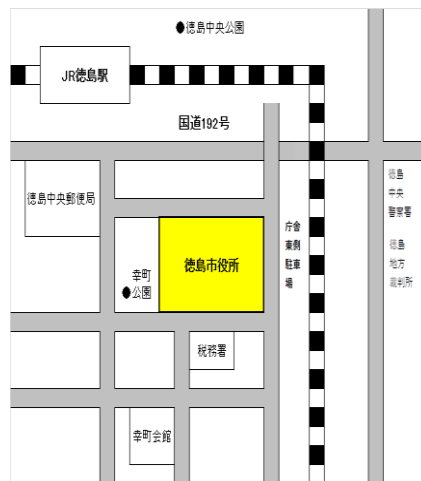 ●徳島中央公園
JR徳島駅
国道192号
徳島中央郵便局
徳島
中央
警察署
徳島
地方
裁判所
庁舎
東側
駐車
場
徳島市役所
幸町
●公園
税務署
幸町会館